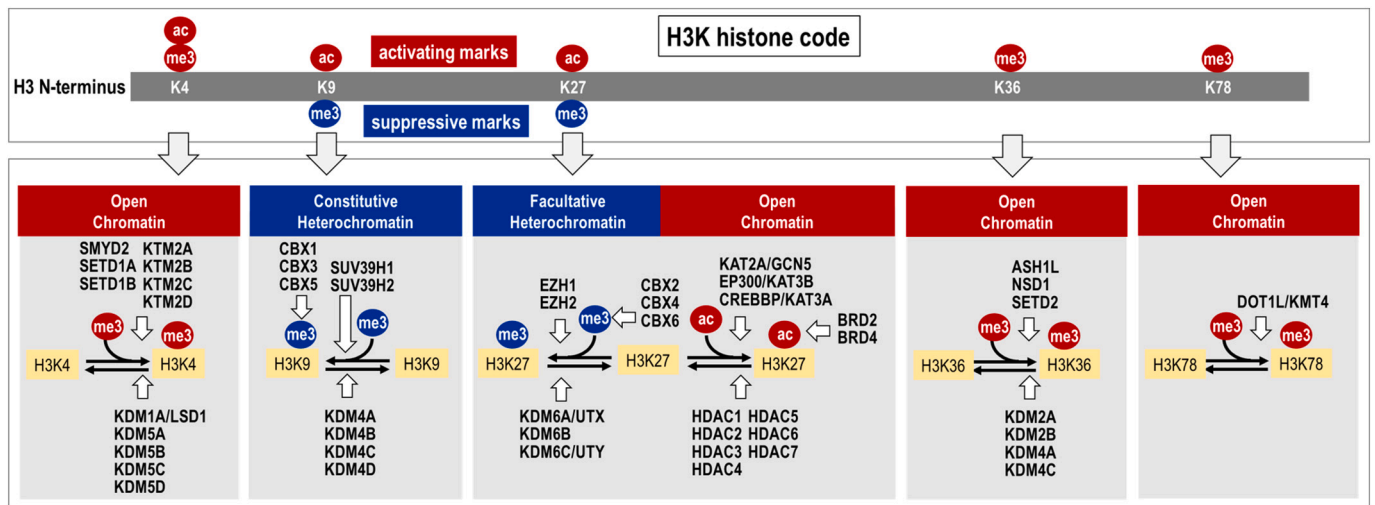 H3K histone code
ac
me3
ac
activating marks
ac
me3
me3
H3 N-terminus
K4
K9
K27
K36
K78
me3
suppressive marks
me3
Open
Chromatin
SMYD2 KTM2A
SETD1A KTM2B
SETD1B KTM2C
KTM2D
me3
me3
H3K4
H3K4
KDM1A/LSD1
KDM5A
KDM5B
KDM5C
KDM5D
Constitutive
Heterochromatin
CBX1
CBX3
CBX5
SUV39H1
SUV39H2
me3
me3
H3K9
H3K9
KDM4A
KDM4B
KDM4C
KDM4D
Facultative
Heterochromatin
EZH1
EZH2
CBX2
CBX4
CBX6
me3
me3
H3K27
H3K27
KDM6A/UTX
KDM6B
KDM6C/UTY
Open
Chromatin
KAT2A/GCN5
EP300/KAT3B
CREBBP/KAT3A
ac
ac
BRD2
BRD4
H3K27
HDAC1 HDAC5
HDAC2 HDAC6
HDAC3 HDAC7
HDAC4
Open
Chromatin
ASH1L
NSD1
SETD2
me3
me3
H3K36
H3K36
KDM2A
KDM2B
KDM4A
KDM4C
Open
Chromatin
DOT1L/KMT4
me3
me3
H3K78
H3K78